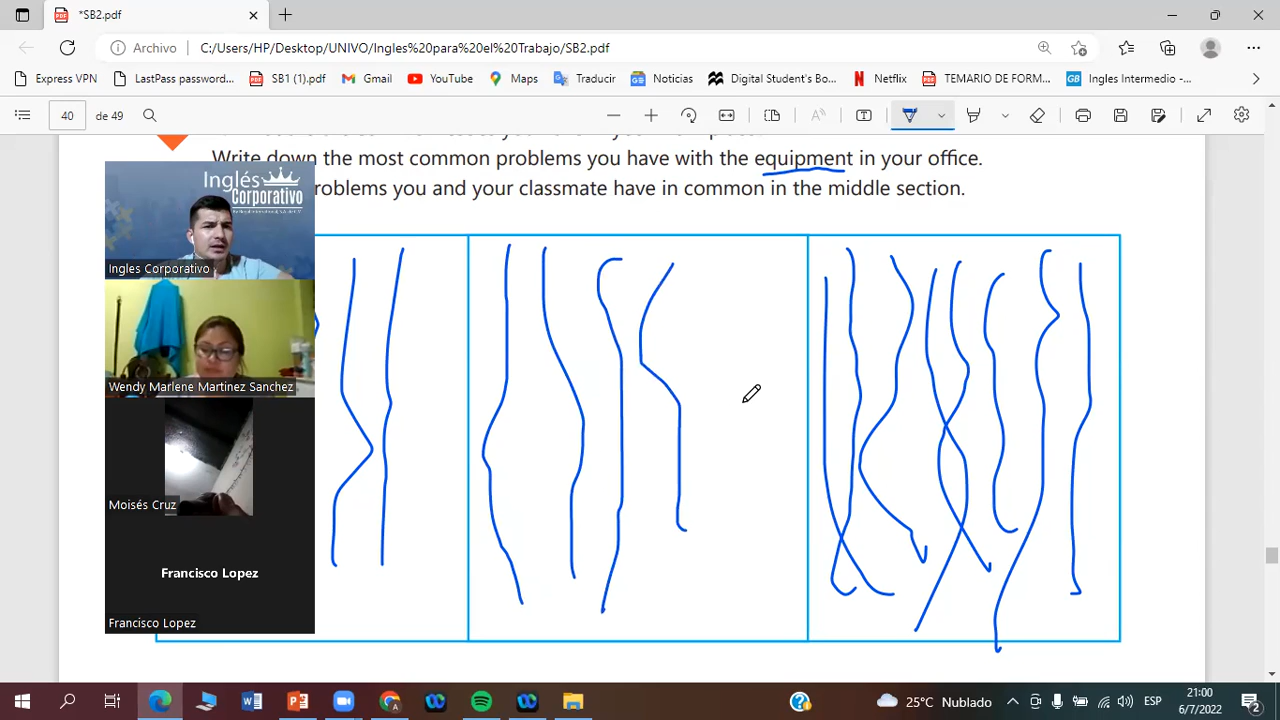 *SB2.pdf
Archivo C:/Users/HP/Desktop/UNIVO/Ingles%20para%20el%20Trabajo/SB2.pdf
Express VPN LastPass password... SB1 (1).pdf Gmail YouTube Maps Traducir Noticias Digital Student's Bo... Netflix TEMARIO DE FORM... Ingles Intermedio -...
40 de 49
Write down the most common problems you have with the equipment in your office.
roblems you and your classmate have in common in the middle section.
Inglés
Corporativo
Ingles Corporativo
Wendy Marlene Martinez Sanchez
Moisés Cruz
Francisco Lopez
Francisco Lopez
25°C Nublado ESP 21:00
6/7/2022
2